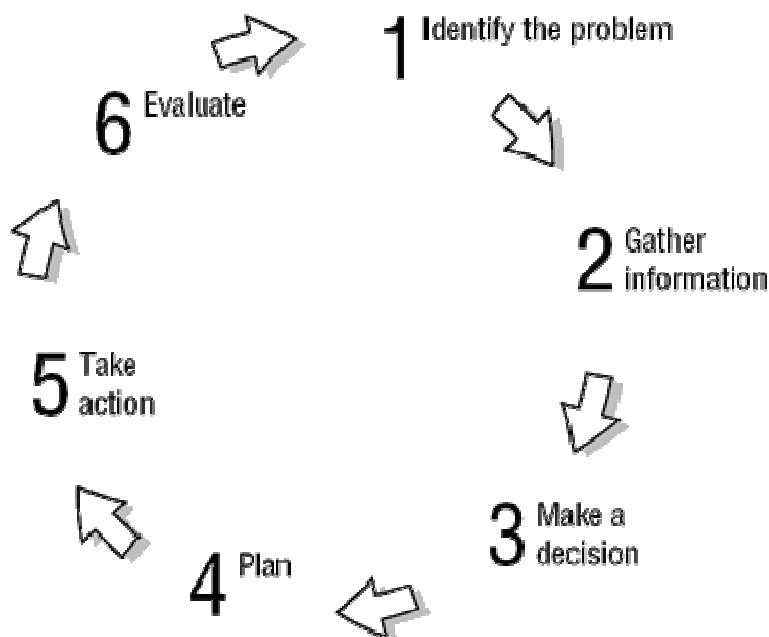 1 Identify the problem
2 Gather
information
3 Make a
decision
4 Plan
5 Take
action
6 Evaluate